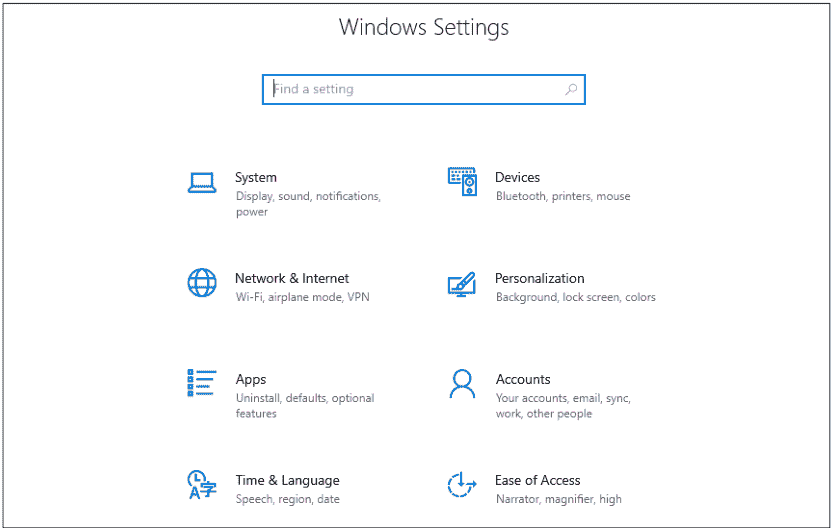 Windows Settings
Find a setting
System
Display, sound, notifications,
power
Devices
Bluetooth, printers, mouse
Network & Internet
Wi-Fi, airplane mode, VPN
Personalization
Background, lock screen, colors
Apps
Uninstall, defaults, optional
features
Accounts
Your accounts, email, sync,
work, other people
Time & Language
Speech, region, date
Ease of Access
Narrator, magnifier, high